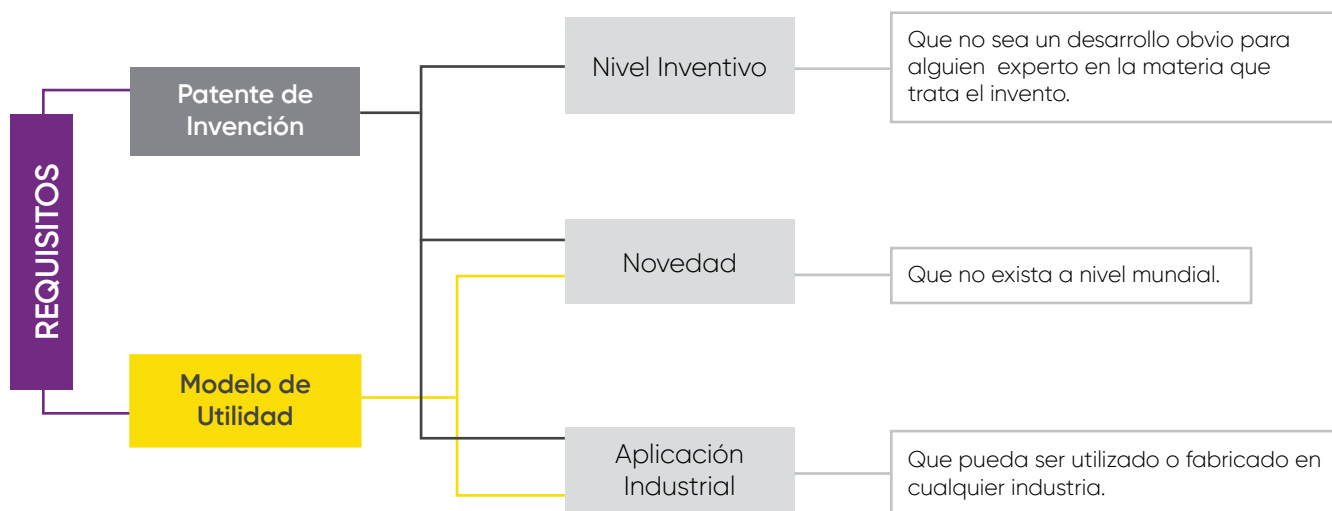 REQUISITOS
Patente de
Invención
Modelo de
Utilidad
Nivel Inventivo
Que no sea un desarrollo obvio para
alguien experto en la materia que
trata el invento.
Novedad
Que no exista a nivel mundial.
Aplicación
Industrial
Que pueda ser utilizado o fabricado en
cualquier industria.